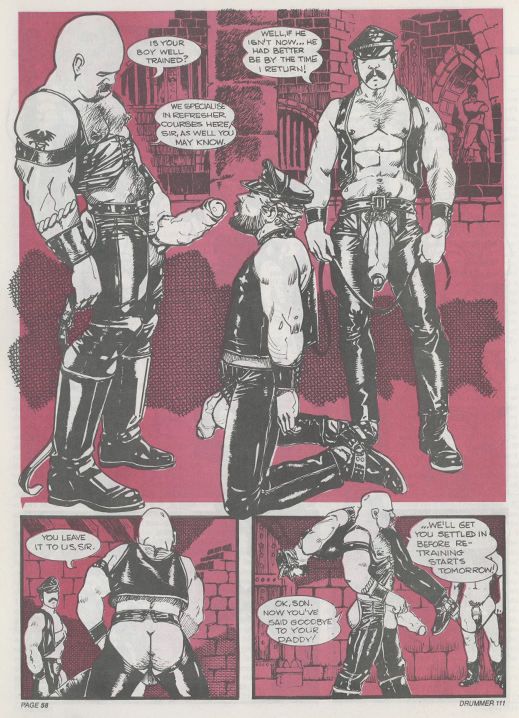 IS YOUR
BOY WELL
TRAINED?
WELL, IF HE
ISN'T NOW... HE
HAD BETTER
BE BY THE TIME
I RETURN!
WE SPECIALISE
IN REFRESHER
COURSES HERE,
SIR, AS WELL YOU
MAY KNOW.
YOU LEAVE
IT TO US, SIR.
OK, SON.
NOW YOU'VE
SAID GOODBYE
TO YOUR
DADDY!
...WE'LL GET
YOU SETTLED IN
BEFORE RE-
TRAINING
STARTS
TOMORROW!
PAGE 58
DRUMMER 111